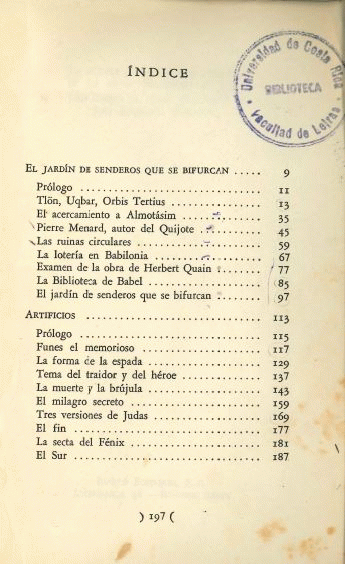 ÍNDICE
Universidad de Costa Rica
BIBLIOTECA
Facultad de Letras
EL JARDÍN DE SENDEROS QUE SE BIFURCAN ..... 9
Prólogo ..... 11
Tlön, Uqbar, Orbis Tertius ..... 13
El acercamiento a Almotásim ..... 35
Pierre Menard, autor del Quijote ..... 45
Las ruinas circulares ..... 59
La lotería en Babilonia ..... 67
Examen de la obra de Herbert Quain ..... 77
La Biblioteca de Babel ..... 85
El jardín de senderos que se bifurcan ..... 97
ARTIFICIOS ..... 113
Prólogo ..... 115
Funes el memorioso ..... 117
La forma de la espada ..... 129
Tema del traidor y del héroe ..... 137
La muerte y la brújula ..... 143
El milagro secreto ..... 159
Tres versiones de Judas ..... 169
El fin ..... 177
La secta del Fénix ..... 181
El Sur ..... 187
) 197 (